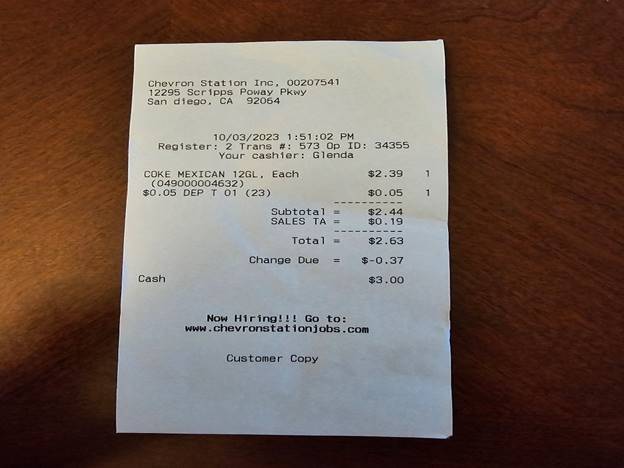 Chevron Station Inc, 00207541
12295 Scripps Poway Pkwy
San diego, CA 92064
10/03/2023 1:51:02 PM
Register: 2 Trans #: 573 Op ID: 34355
Your cashier: Glenda
COKE MEXICAN 12GL, Each $2.39 1
(049000004632)
$0.05 DEP T 01 (23) $0.05 1
----------
Subtotal = $2.44
SALES TA = $0.19
----------
Total = $2.63
Change Due = $-0.37
Cash $3.00
Now Hiring!!! Go to:
www.chevronstationjobs.com
Customer Copy